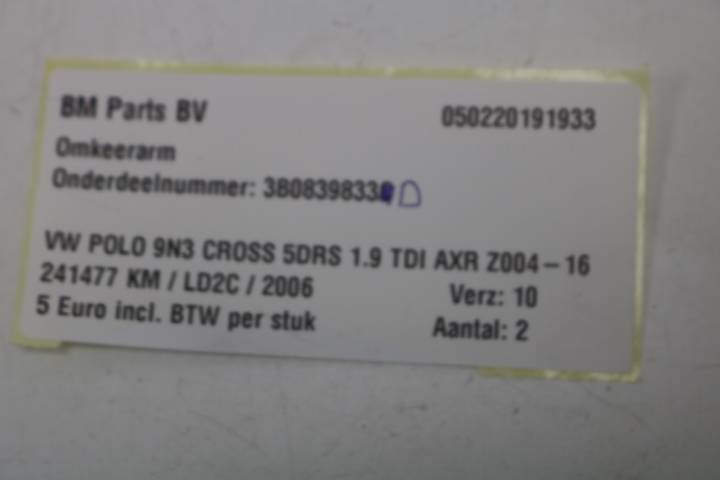 BM Parts BV 050220191933
Omkeerarm
Onderdeelnummer: 3B0839833 D
VW POLO 9N3 CROSS 5DRS 1.9 TDI AXR Z004-16
241477 KM / LD2C / 2006 Verz: 10
5 Euro incl. BTW per stuk Aantal: 2